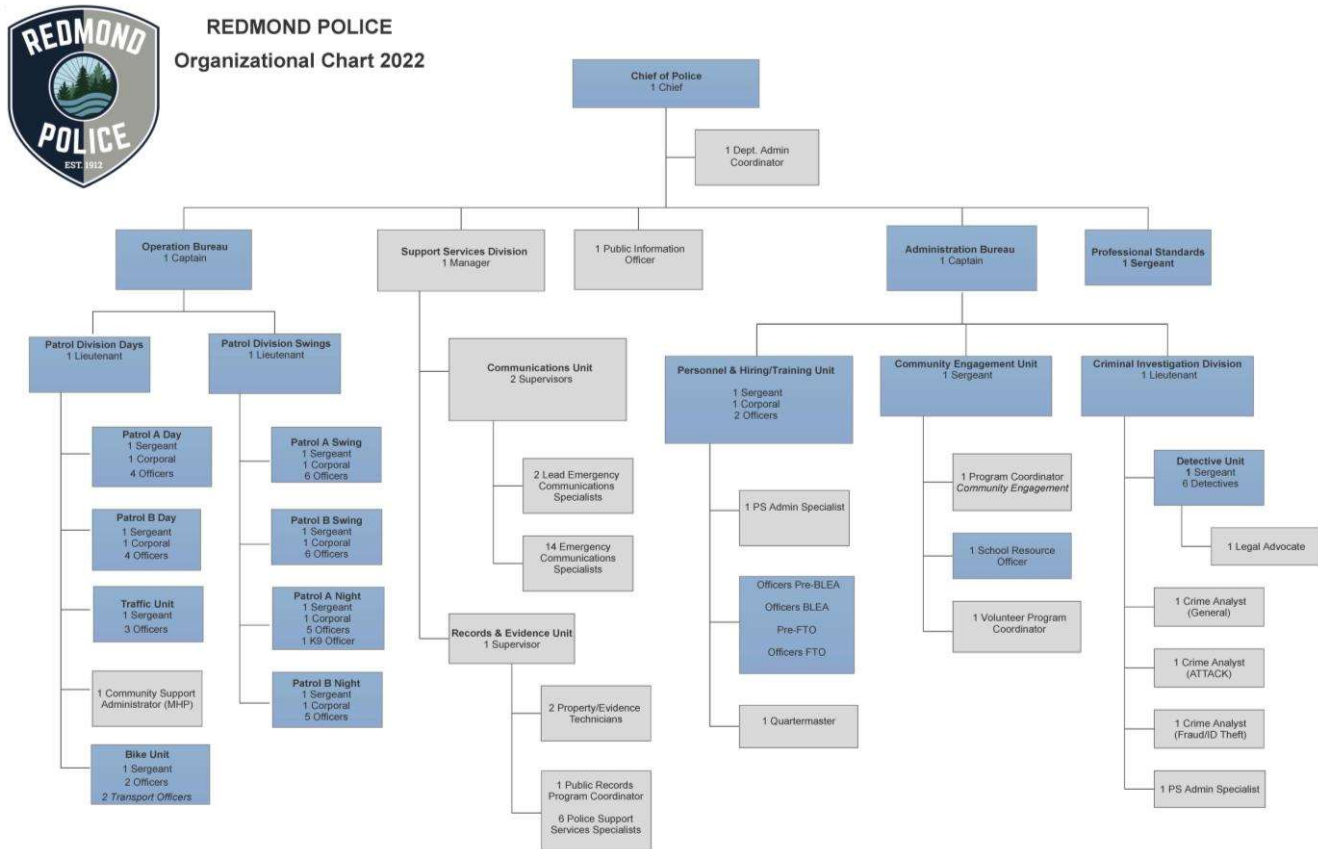 REDMOND
POLICE
EST. 1912
REDMOND POLICE
Organizational Chart 2022
Chief of Police
1 Chief
1 Dept. Admin
Coordinator
Operation Bureau
1 Captain
Support Services Division
1 Manager
1 Public Information
Officer
Administration Bureau
1 Captain
Professional Standards
1 Sergeant
Patrol Division Days
1 Lieutenant
Patrol Division Swings
1 Lieutenant
Patrol A Day
1 Sergeant
1 Corporal
4 Officers
Patrol B Day
1 Sergeant
1 Corporal
4 Officers
Traffic Unit
1 Sergeant
3 Officers
1 Community Support
Administrator (MHP)
Bike Unit
1 Sergeant
2 Officers
2 Transport Officers
Patrol A Swing
1 Sergeant
1 Corporal
6 Officers
Patrol B Swing
1 Sergeant
1 Corporal
6 Officers
Patrol A Night
1 Sergeant
1 Corporal
5 Officers
1 K9 Officer
Patrol B Night
1 Sergeant
1 Corporal
5 Officers
Communications Unit
2 Supervisors
2 Lead Emergency
Communications
Specialists
14 Emergency
Communications
Specialists
Records & Evidence Unit
1 Supervisor
2 Property/Evidence
Technicians
1 Public Records
Program Coordinator
6 Police Support
Services Specialists
Personnel & Hiring/Training Unit
1 Sergeant
1 Corporal
2 Officers
1 PS Admin Specialist
Officers Pre-BLEA
Officers BLEA
Pre-FTO
Officers FTO
1 Quartermaster
Community Engagement Unit
1 Sergeant
1 Program Coordinator
Community Engagement
1 School Resource
Officer
1 Volunteer Program
Coordinator
Criminal Investigation Division
1 Lieutenant
Detective Unit
1 Sergeant
6 Detectives
1 Legal Advocate
1 Crime Analyst
(General)
1 Crime Analyst
(ATTACK)
1 Crime Analyst
(Fraud/ID Theft)
1 PS Admin Specialist